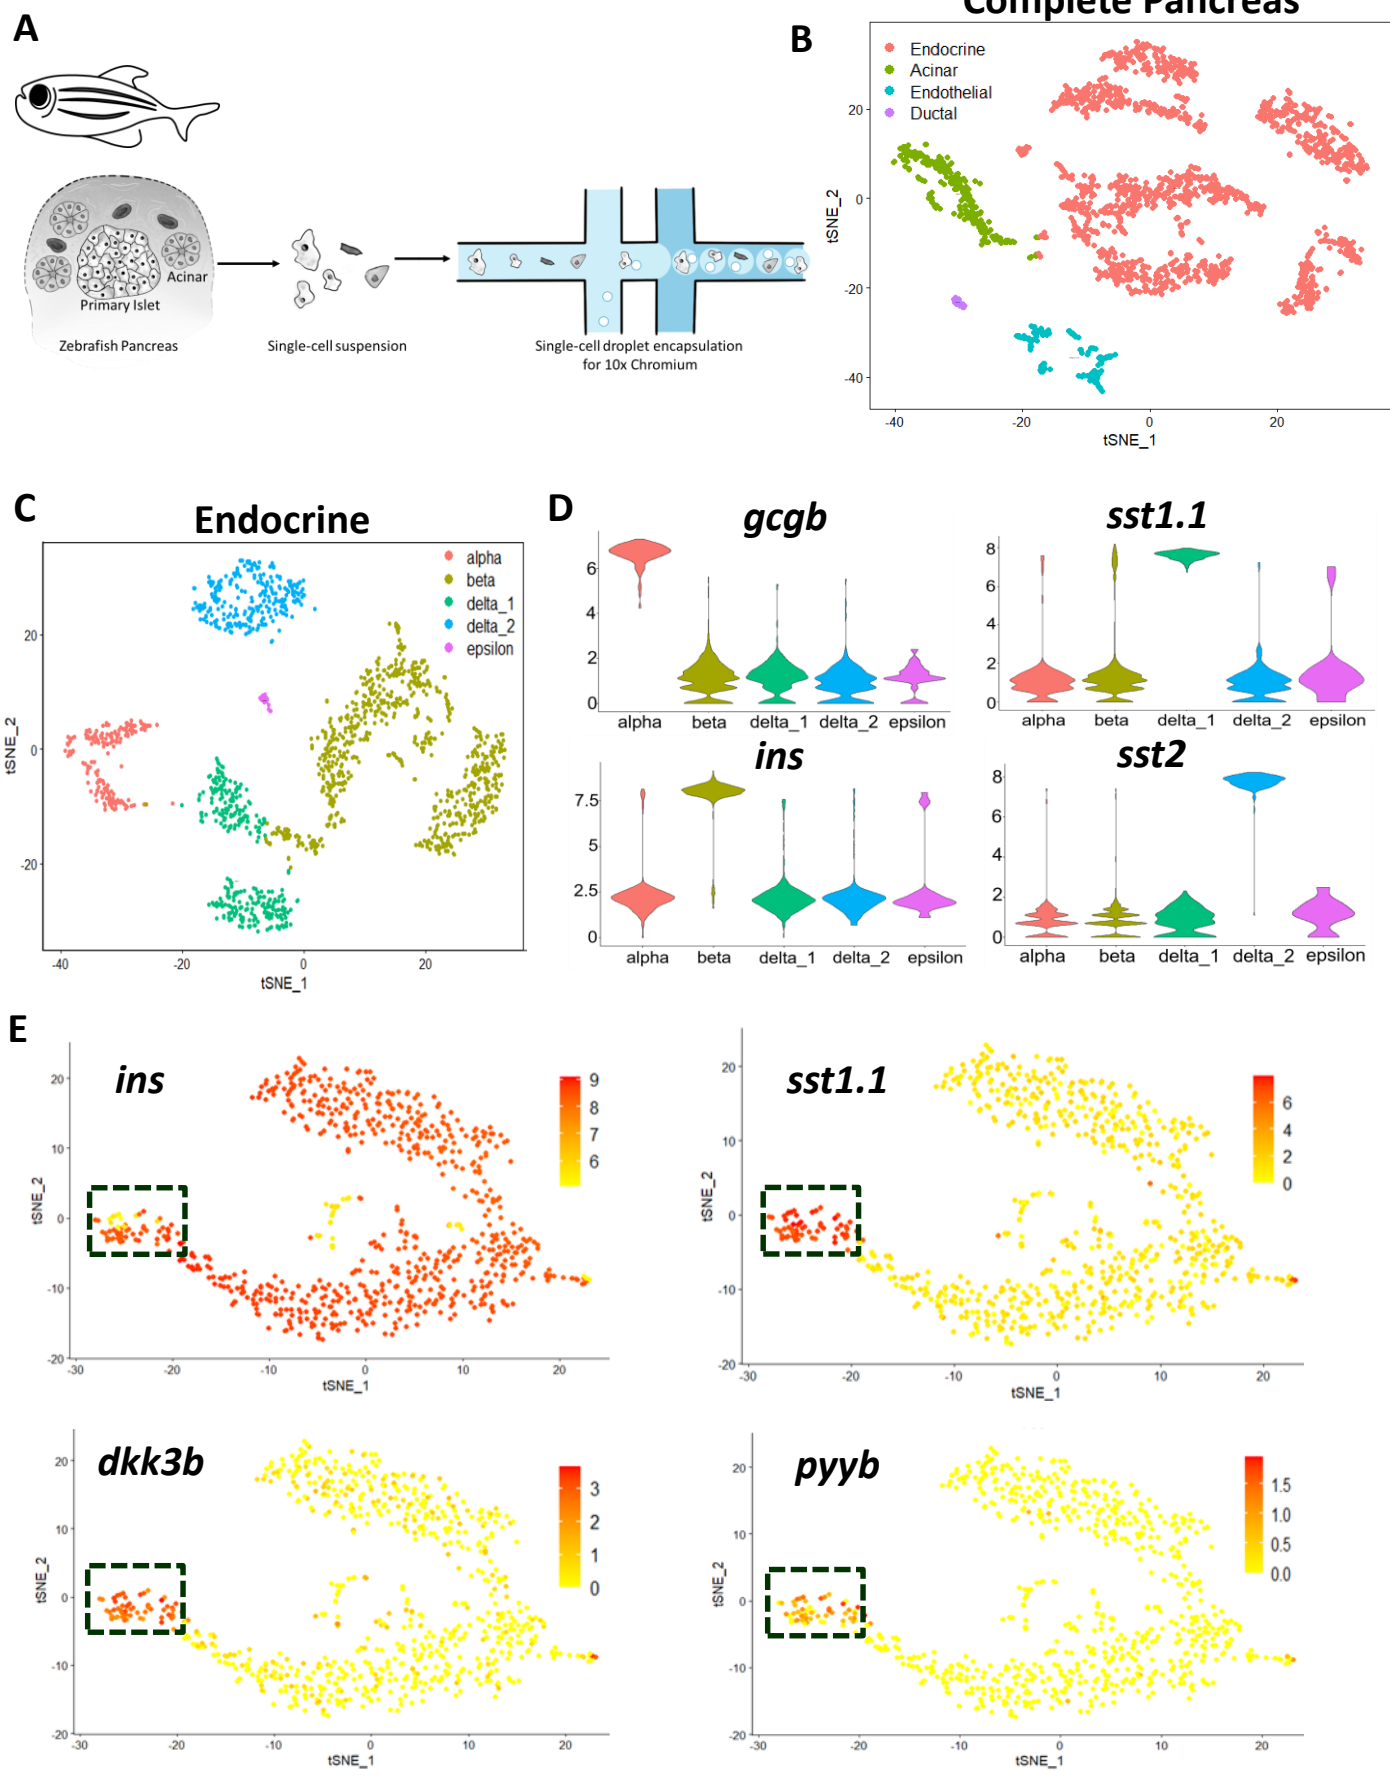 Complete Pancreas
A
Acinar
Primary Islet
Zebrafish Pancreas
Single-cell suspension
Single-cell droplet encapsulation
for 10x Chromium
B
Endocrine
Acinar
Endothelial
Ductal
20
0
-20
-40
tSNE_2
-40 -20 0 20
tSNE_1
C
Endocrine
alpha
beta
delta_1
delta_2
epsilon
20
0
-20
tSNE_2
-40 -20 0 20
tSNE_1
D
gcgb
6
4
2
0
alpha beta delta_1 delta_2 epsilon
sst1.1
8
6
4
2
0
alpha beta delta_1 delta_2 epsilon
ins
7.5
5
2.5
0
alpha beta delta_1 delta_2 epsilon
sst2
8
6
4
2
0
alpha beta delta_1 delta_2 epsilon
E
ins
9
8
7
6
20
10
0
-10
-20
tSNE_2
-30 -20 -10 0 10 20
tSNE_1
sst1.1
6
4
2
0
20
10
0
-10
-20
tSNE_2
-30 -20 -10 0 10 20
tSNE_1
dkk3b
3
2
1
0
20
10
0
-10
-20
tSNE_2
-30 -20 -10 0 10 20
tSNE_1
pyyb
1.5
1.0
0.5
0.0
20
10
0
-10
-20
tSNE_2
-30 -20 -10 0 10 20
tSNE_1